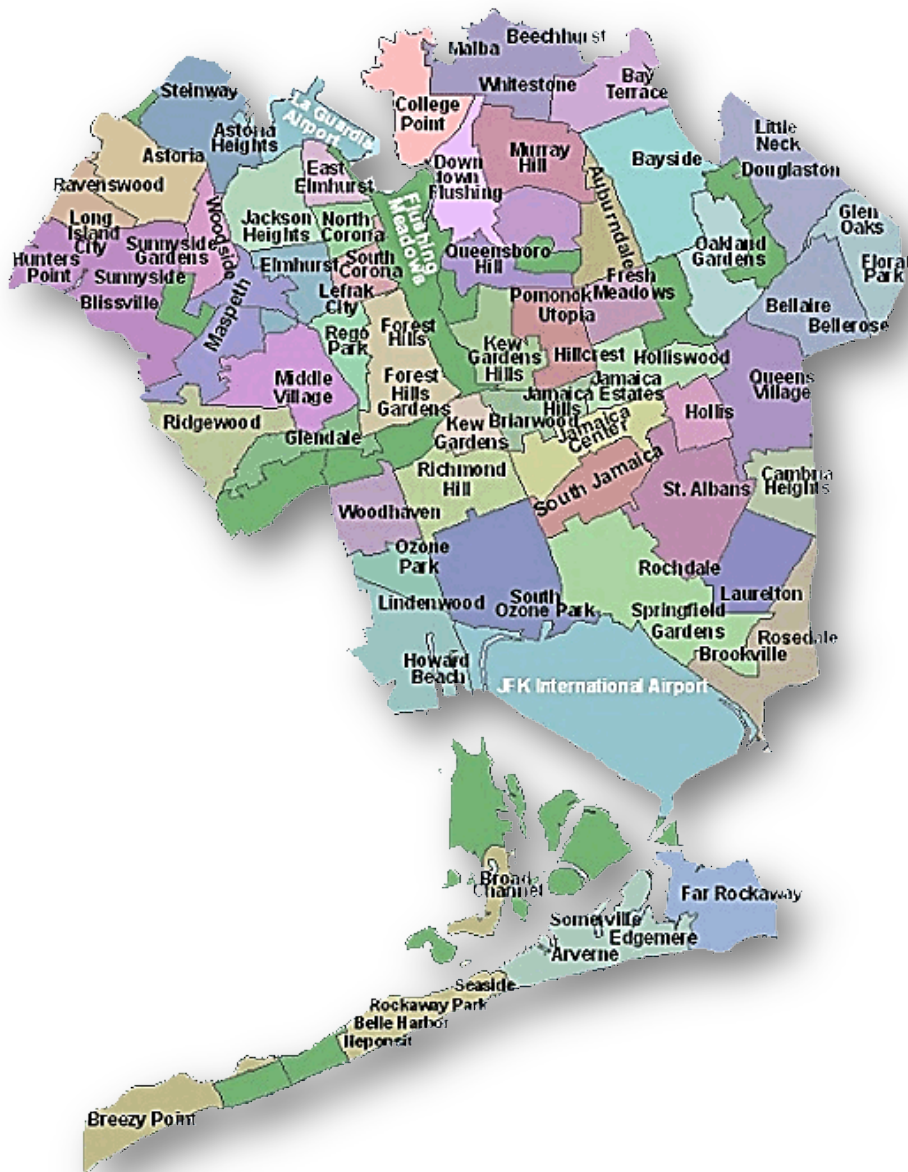 Beechhurst
Malba
Whitestone
Bay
Terrace
Steinway
La Guardia
Airport
College
Point
Astoria
Heights
Little
Neck
Astoria
East
Elmhurst
Down
town
Flushing
Murray
Hill
Bayside
Douglaston
Ravenswood
Woodside
Flushing
Meadows
Auburndale
Long
Island
City
Jackson
Heights
North
Corona
Glen
Oaks
Sunnyside
Gardens
Oakland
Gardens
Hunters
Point
Elmhurst
South
Corona
Queensboro
Hill
Floral
Park
Sunnyside
Blissville
Maspeth
Lefrak
City
Fresh
Meadows
Pomonok
Utopia
Bellaire
Bellerose
Rego
Park
Forest
Hills
Kew
Gardens
Hills
Hillcrest
Holliswood
Middle
Village
Forest
Hills
Gardens
Jamaica
Estates
Jamaica
Hills
Queens
Village
Ridgewood
Glendale
Kew
Gardens
Briarwood
Jamaica
Center
Hollis
Richmond
Hill
South Jamaica
St. Albans
Cambria
Heights
Woodhaven
Ozone
Park
Rochdale
Lindenwood
South
Ozone Park
Springfield
Gardens
Laurelton
Rosedale
Brookville
Howard
Beach
JFK International Airport
Broad
Channel
Far Rockaway
Somerville
Edgemere
Arverne
Seaside
Rockaway Park
Belle Harbor
Neponsit
Breezy Point